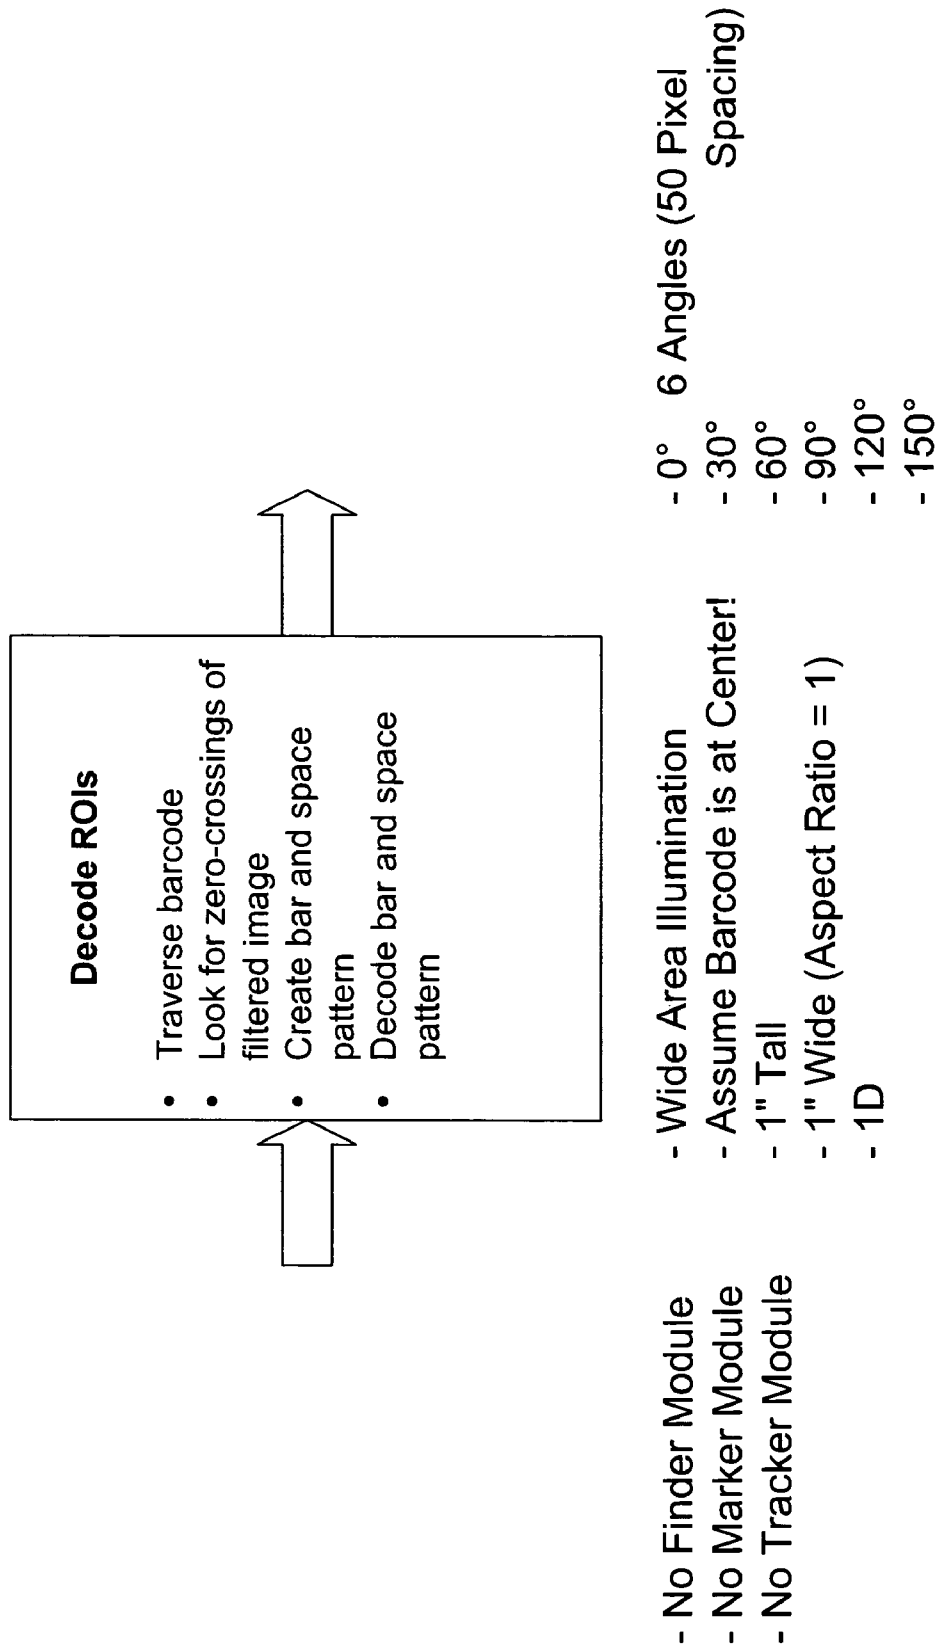 Decode ROIs
• Traverse barcode
• Look for zero-crossings of
filtered image
• Create bar and space
pattern
• Decode bar and space
pattern
- No Finder Module
- No Marker Module
- No Tracker Module
- Wide Area Illumination
- Assume Barcode is at Center!
- 1" Tall
- 1" Wide (Aspect Ratio = 1)
- 1D
- 0° 6 Angles (50 Pixel
- 30° Spacing)
- 60°
- 90°
- 120°
- 150°